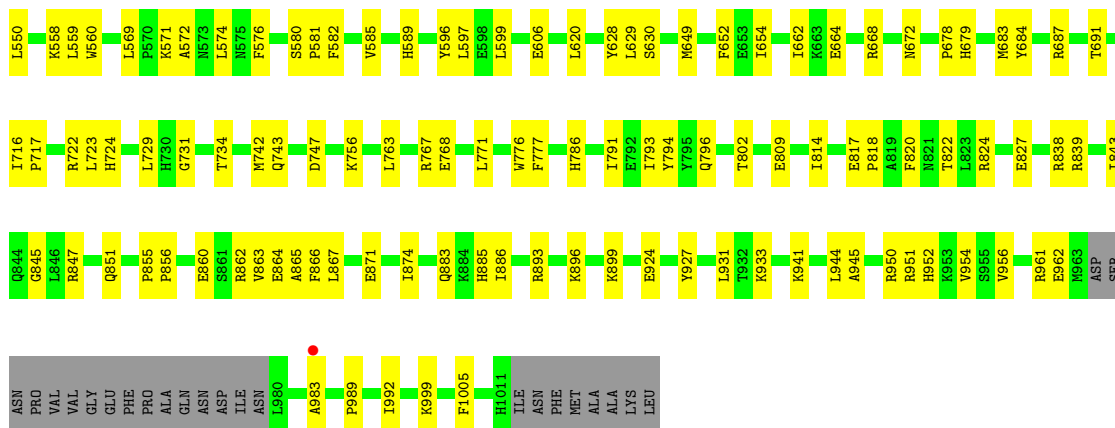 L550 K558 L559 W560 L569 P570 K571 A572 N573 L574 N575 F576 S580 P581 F582 V585 H589 Y596 L597 E598 L599 E606 L620 Y628 L629 S630 M649 F652 E653 I654 I662 K663 E664 R668 N672 P678 H679 M683 Y684 R687 T691
I716 P717 R722 L723 H724 L729 H730 G731 T734 M742 Q743 D747 K756 L763 R767 E768 L771 W776 F777 H786 I791 E792 I793 Y794 Y795 Q796 T802 E809 I814 E817 P818 A819 F820 N821 T822 L823 R824 E827 R838 R839
Q844 G845 L846 R847 Q851 P855 P856 E860 S861 R862 V863 E864 A865 F866 L867 E871 I874 Q883 K884 H885 I886 R893 K896 K899 E924 Y927 L931 T932 K933 K941 L944 A945 R950 R951 H952 K953 V954 S955 V956 R961 E962 M963 ASP SER
ASN PRO VAL VAL GLY GLU PHE PRO ALA GLN ASN ASP ILE ASN L980 A983 P989 I992 K999 F1005 H1011 ILE ASN PHE MET ALA ALA LYS LEU